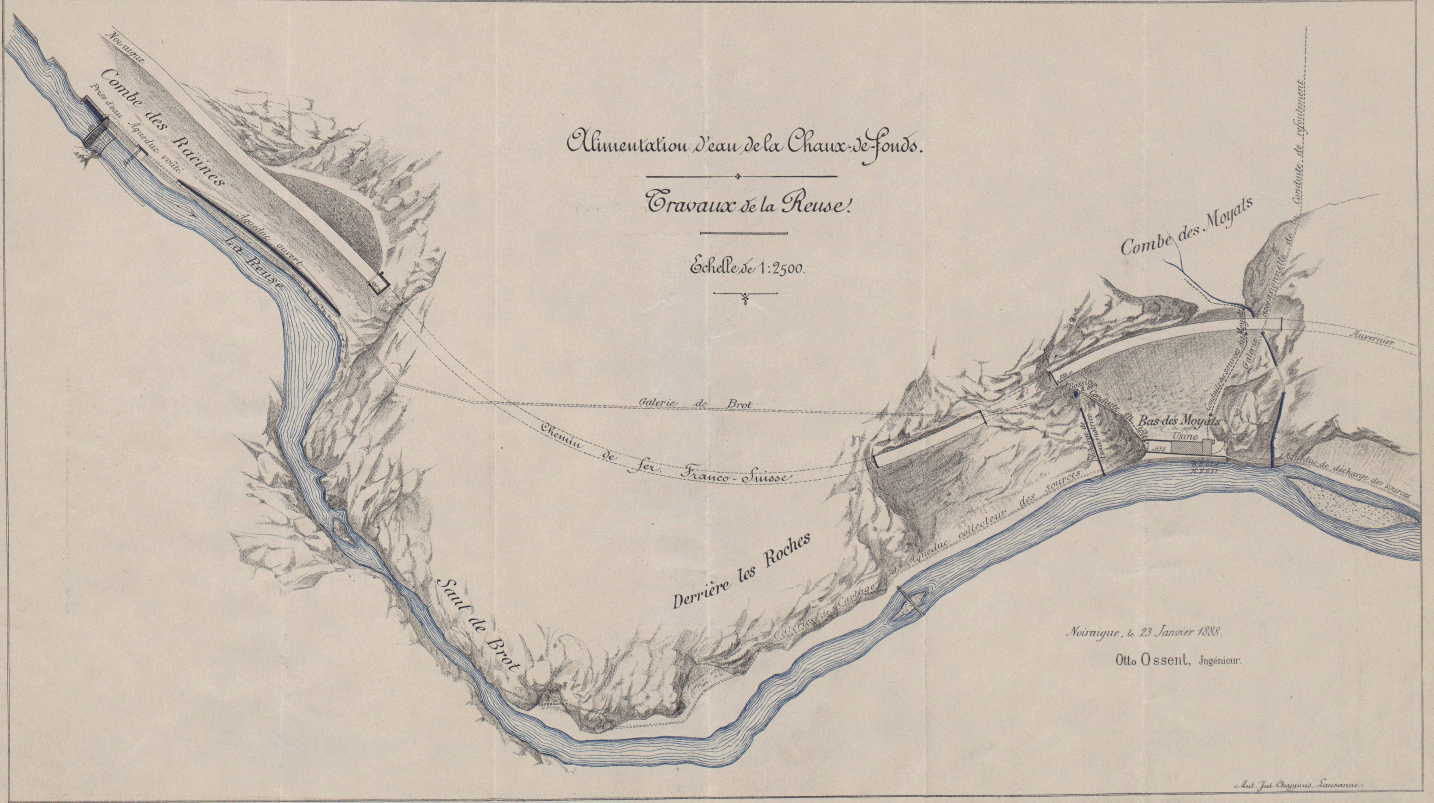 Alimentation d'eau de la Chaux-de-fonds.
Travaux de la Reuse.
Echelle de 1:2500.
Noiraigue
Combe des Racines
Prise d'eau
Aqueduc voûté
Aqueduc ouvert
La Reuse
Combe des Moyats
Conduite de refoulement
Auvernier
Galerie de Brot
Chemin de fer Franco-Suisse
Bas des Moyats
Usine
Aqueduc de décharge des sources
Aqueduc collecteur des sources
Derrière les Roches
Saut de Brot
Noiraigue, le 23 Janvier 1888
Otto Ossent, Ingénieur.
Aut. Jul. Chappuis, Lausanne.